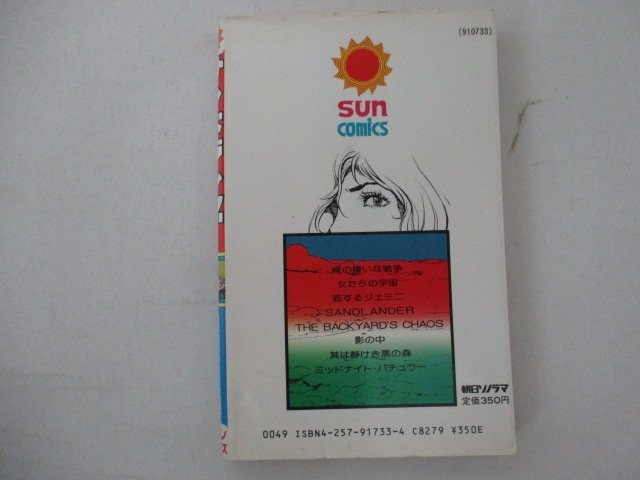 (910733)
sun
comics
俺の嫌いな戦争
女たちの宇宙
恋するジェミニ
SANDLANDER
THE BACKYARD'S CHAOS
影の中
其は静けき黒の森
ミッドナイト・バチュラー
朝日ソノラマ
定価350円
0049 ISBN4-257-91733-4 C8279 ¥350E